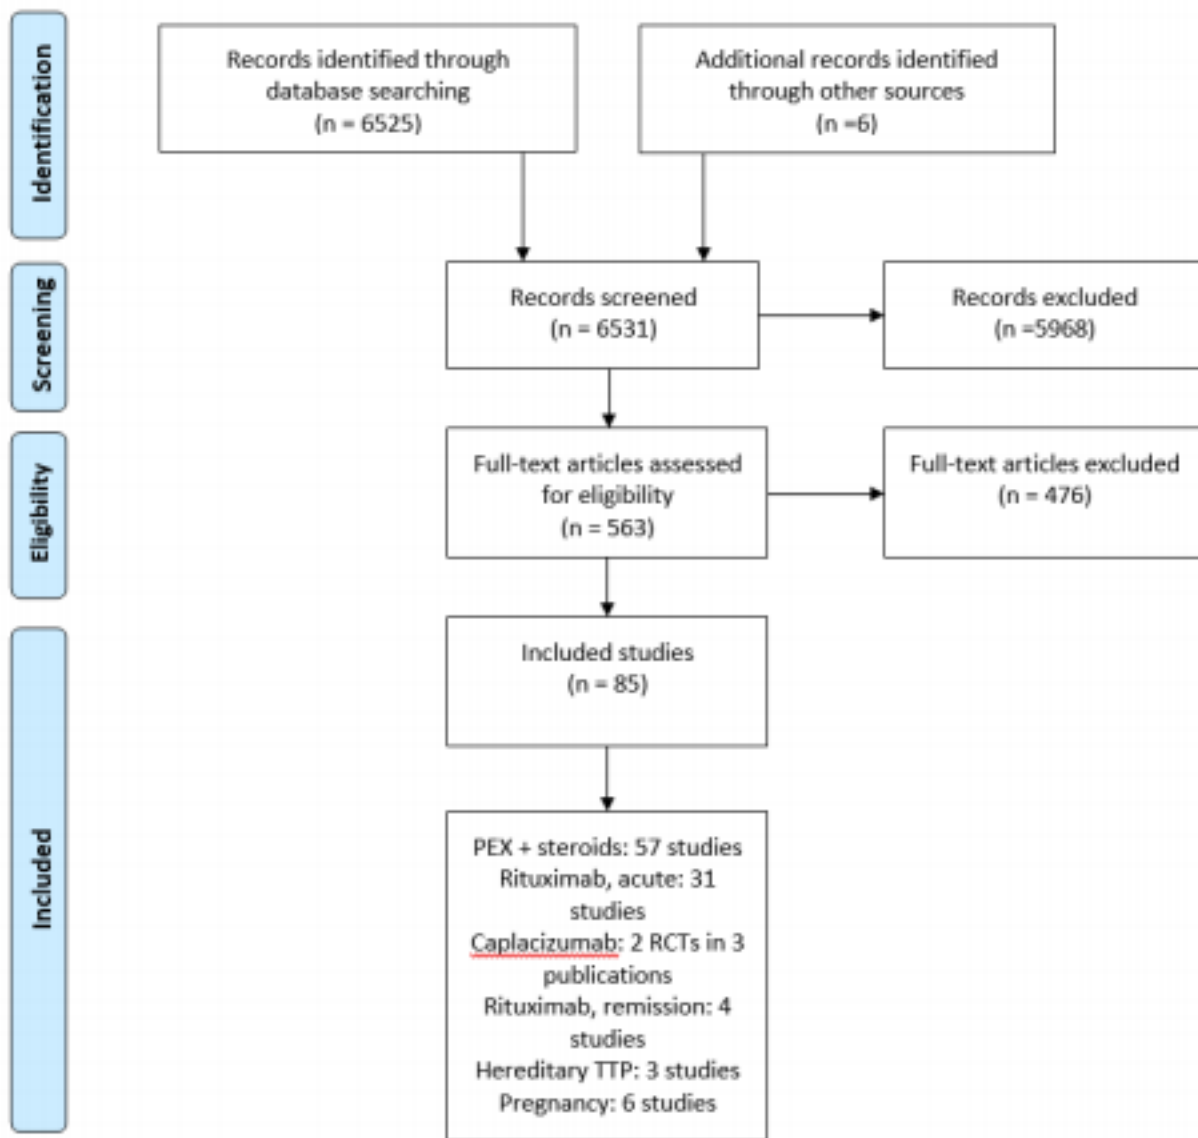 Identification
Records identified through
database searching
(n = 6525)
Additional records identified
through other sources
(n =6)
Screening
Records screened
(n = 6531)
Records excluded
(n =5968)
Eligibility
Full-text articles assessed
for eligibility
(n = 563)
Full-text articles excluded
(n = 476)
Included
Included studies
(n = 85)
PEX + steroids: 57 studies
Rituximab, acute: 31
studies
Caplacizumab: 2 RCTs in 3
publications
Rituximab, remission: 4
studies
Hereditary TTP: 3 studies
Pregnancy: 6 studies